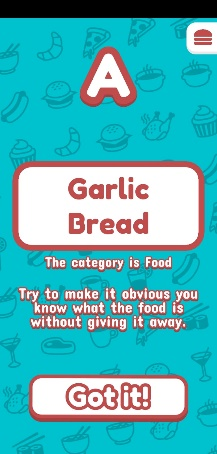 A
Garlic
Bread
The category is Food
Try to make it obvious you
know what the food is
without giving it away.
Got it!